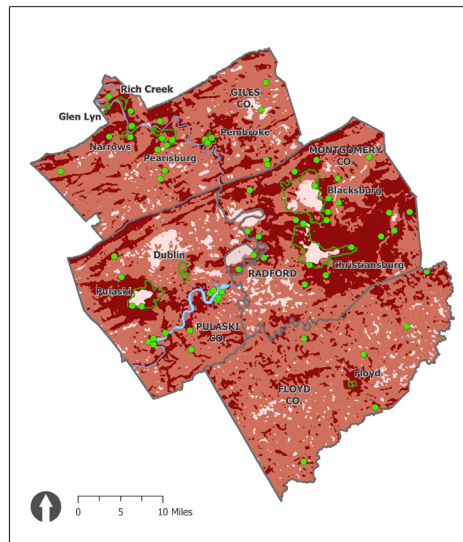 Rich Creek
GILES
CO.
Glen Lyn
Narrows
Pembroke
Pearisburg
MONTGOMERY
CO.
Blacksburg
Dublin
RADFORD
Christiansburg
Pulaski
PULASKI
CO.
Floyd
FLOYD
CO.
0 5 10 Miles